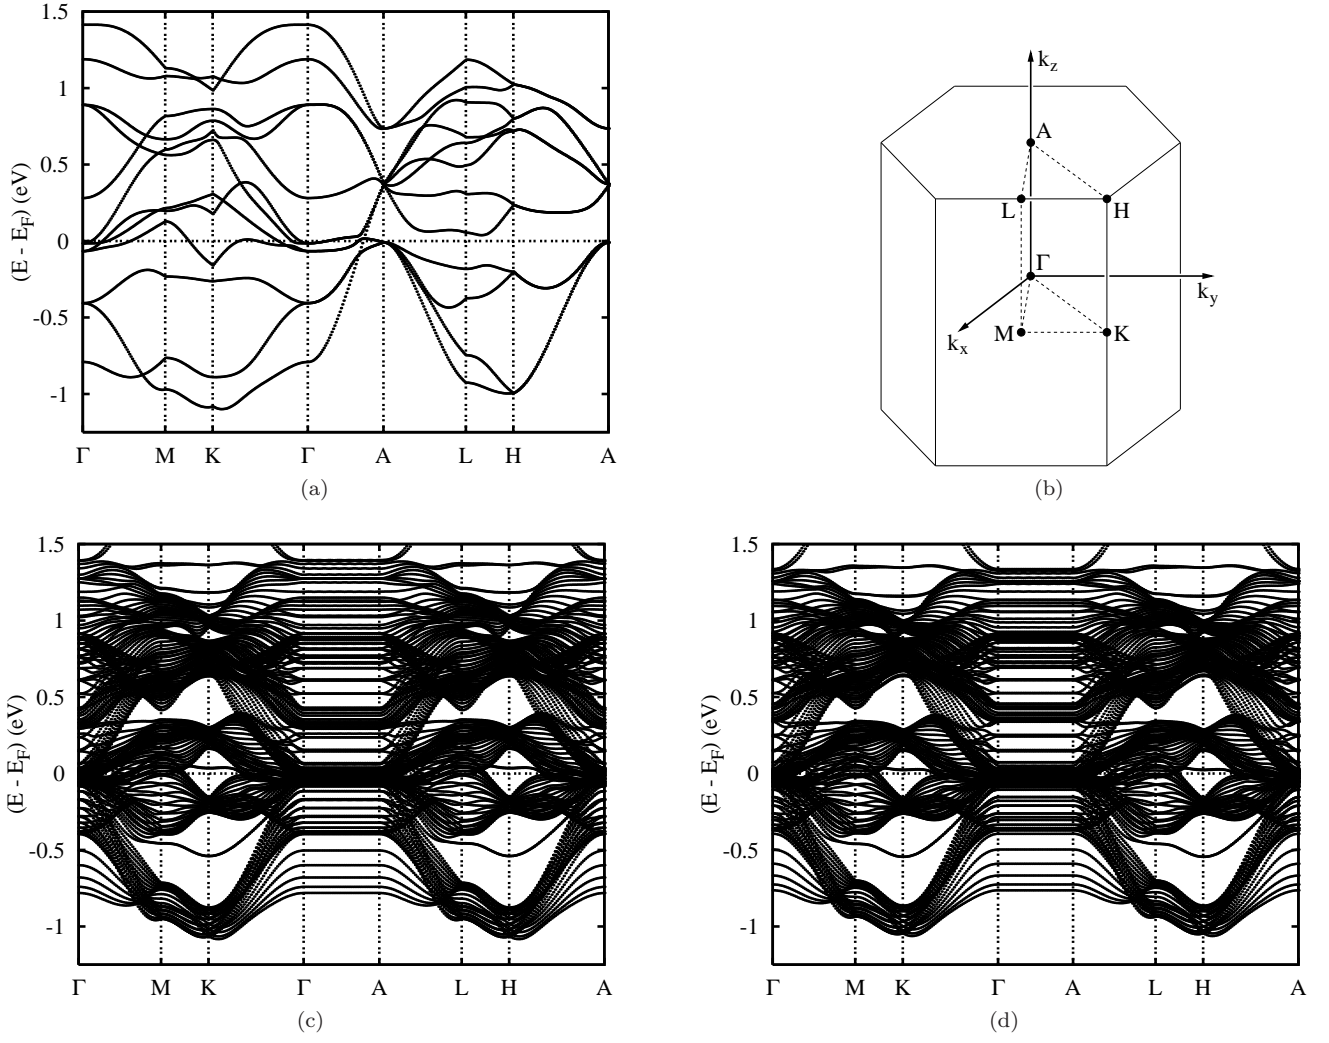 1.5
1
0.5
0
-0.5
-1
(E - E_F) (eV)
Γ M K Γ A L H A
(a)
k_z
A
L H
Γ
k_y
M K
k_x
(b)
1.5
1
0.5
0
-0.5
-1
(E - E_F) (eV)
Γ M K Γ A L H A
(c)
1.5
1
0.5
0
-0.5
-1
(E - E_F) (eV)
Γ M K Γ A L H A
(d)